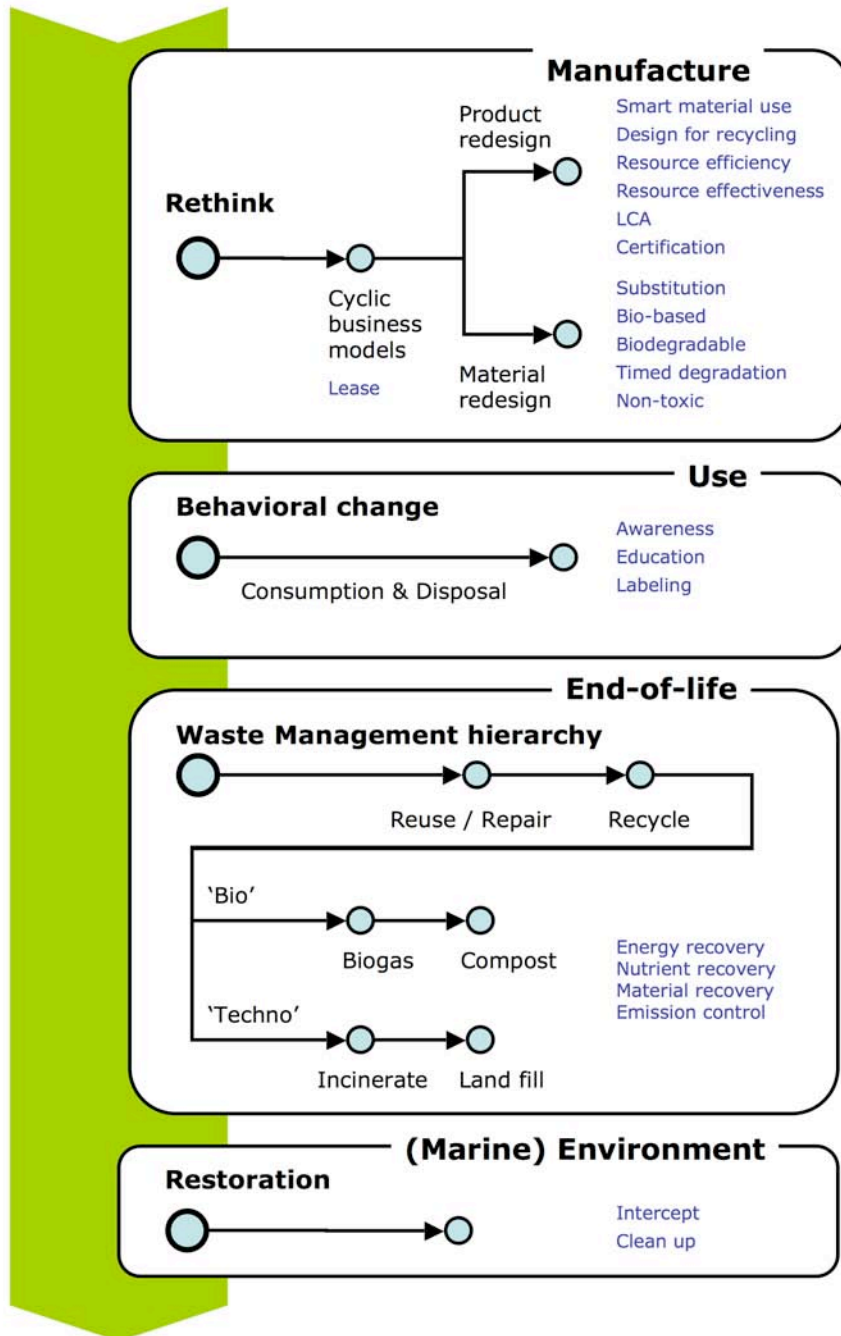 Manufacture
Product
redesign
Smart material use
Design for recycling
Resource efficiency
Resource effectiveness
LCA
Certification
Rethink
Cyclic
business
models
Lease
Material
redesign
Substitution
Bio-based
Biodegradable
Timed degradation
Non-toxic
Use
Behavioral change
Consumption & Disposal
Awareness
Education
Labeling
End-of-life
Waste Management hierarchy
Reuse / Repair
Recycle
‘Bio’
Biogas
Compost
‘Techno’
Incinerate
Land fill
Energy recovery
Nutrient recovery
Material recovery
Emission control
(Marine) Environment
Restoration
Intercept
Clean up